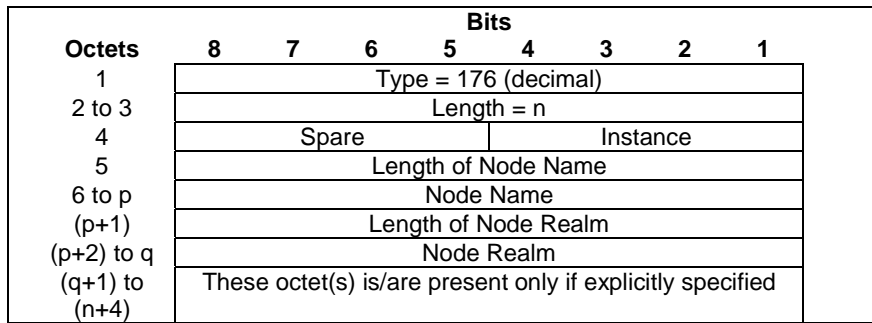 Bits
Octets 8 7 6 5 4 3 2 1
1 Type = 176 (decimal)
2 to 3 Length = n
4 Spare Instance
5 Length of Node Name
6 to p Node Name
(p+1) Length of Node Realm
(p+2) to q Node Realm
(q+1) to These octet(s) is/are present only if explicitly specified
(n+4)